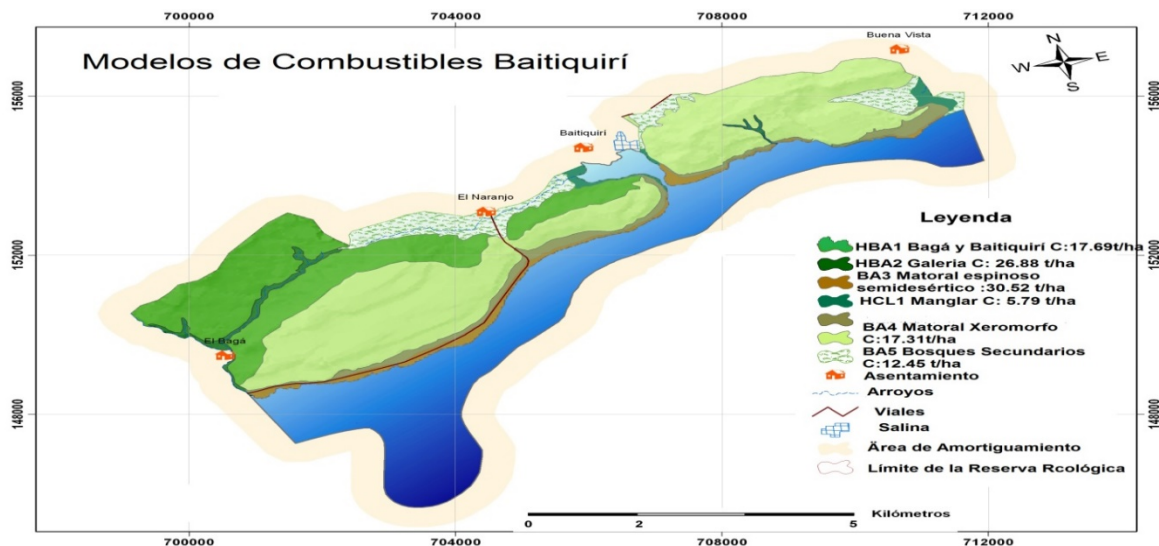 700000 704000 708000 712000
Buena Vista
Modelos de Combustibles Baitiquirí
N
W E
S
156000 156000
Baitiquirí
El Naranjo
Leyenda
HBA1 Bagá y Baitiquirí C:17.69t/ha
152000 152000
HBA2 Galeria C: 26.88 t/ha
BA3 Matoral espinoso
semidesértico :30.52 t/ha
HCL1 Manglar C: 5.79 t/ha
BA4 Matoral Xeromorfo
C:17.31t/ha
El Bagá
BA5 Bosques Secundarios
C:12.45 t/ha
Asentamiento
Arroyos
148000 148000
Viales
Salina
Ärea de Amortiguamiento
Límite de la Reserva Rcológica
Kilómetros
0 2 5
700000 704000 708000 712000